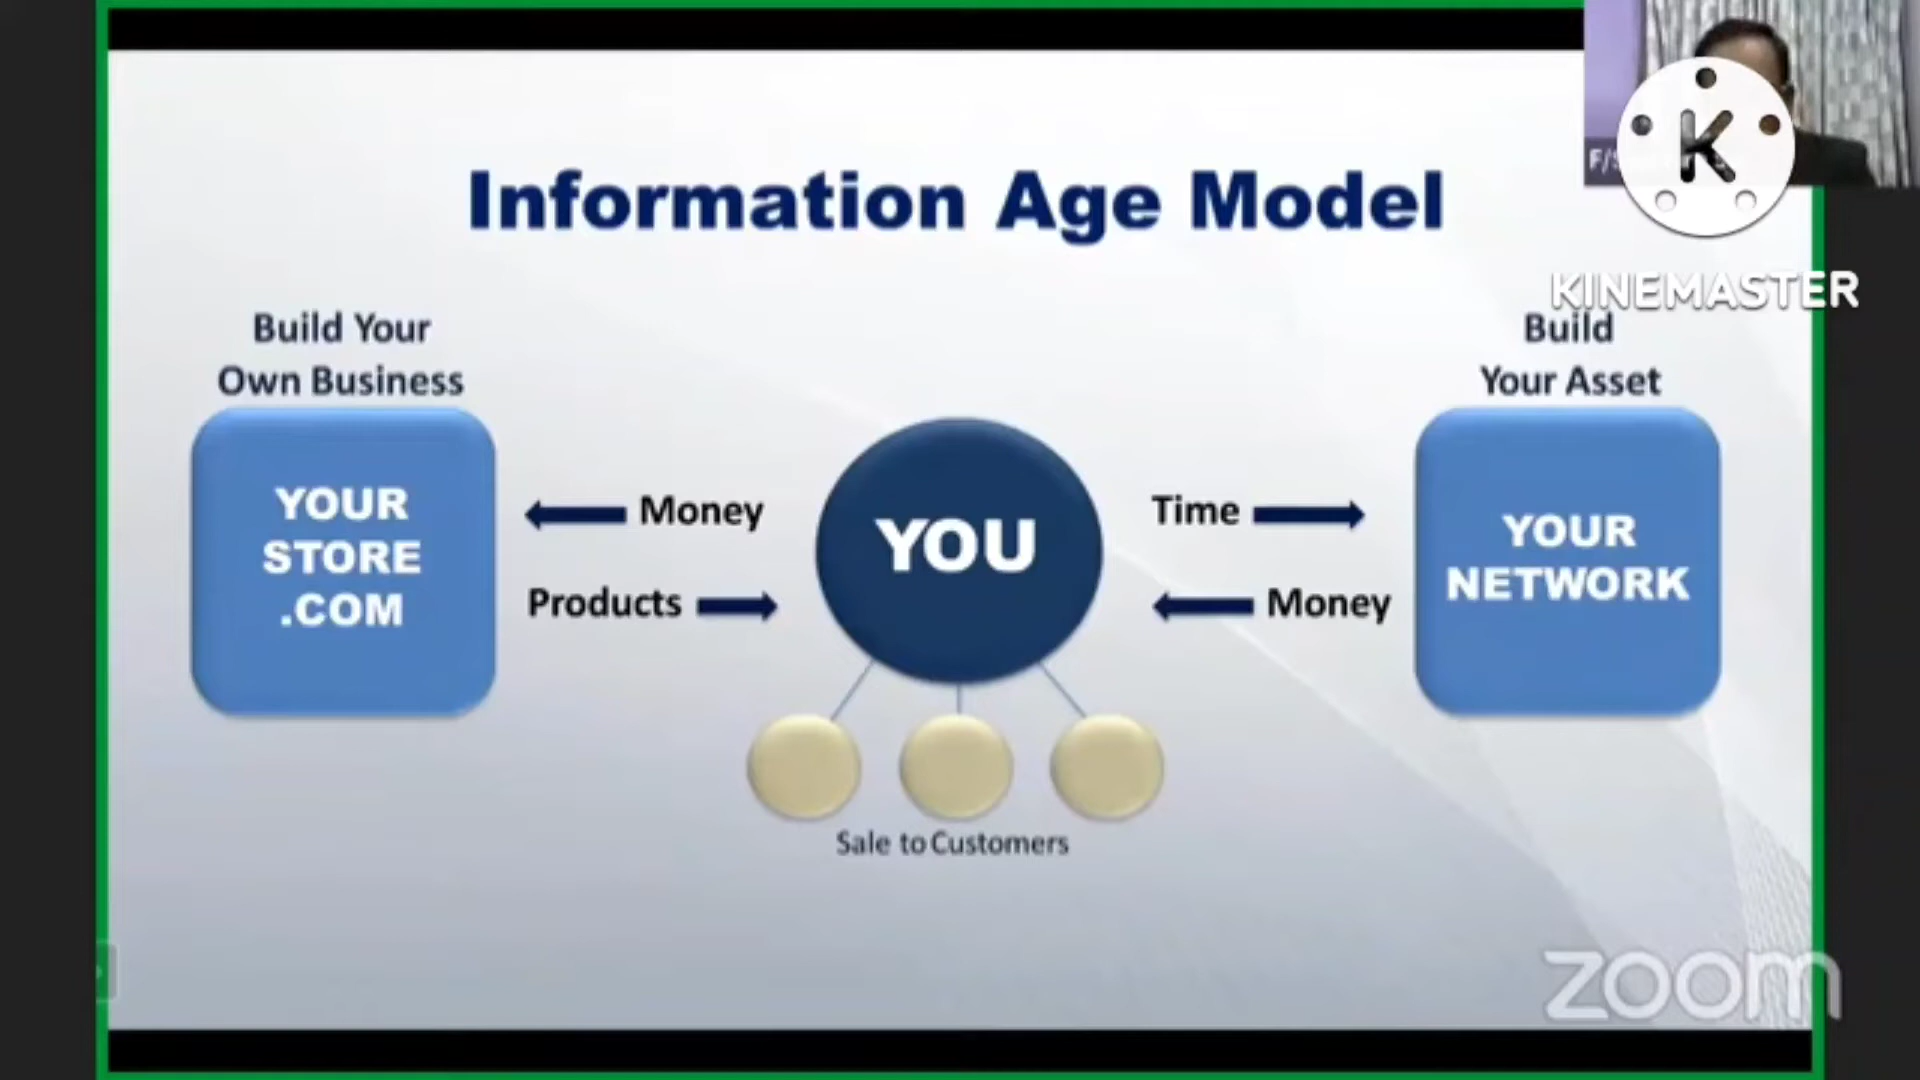 Information Age Model
Build Your
Own Business
YOUR
STORE
.COM
Money
Products
YOU
Sale to Customers
Time
Money
Build
Your Asset
YOUR
NETWORK
K
KINEMASTER
zoom